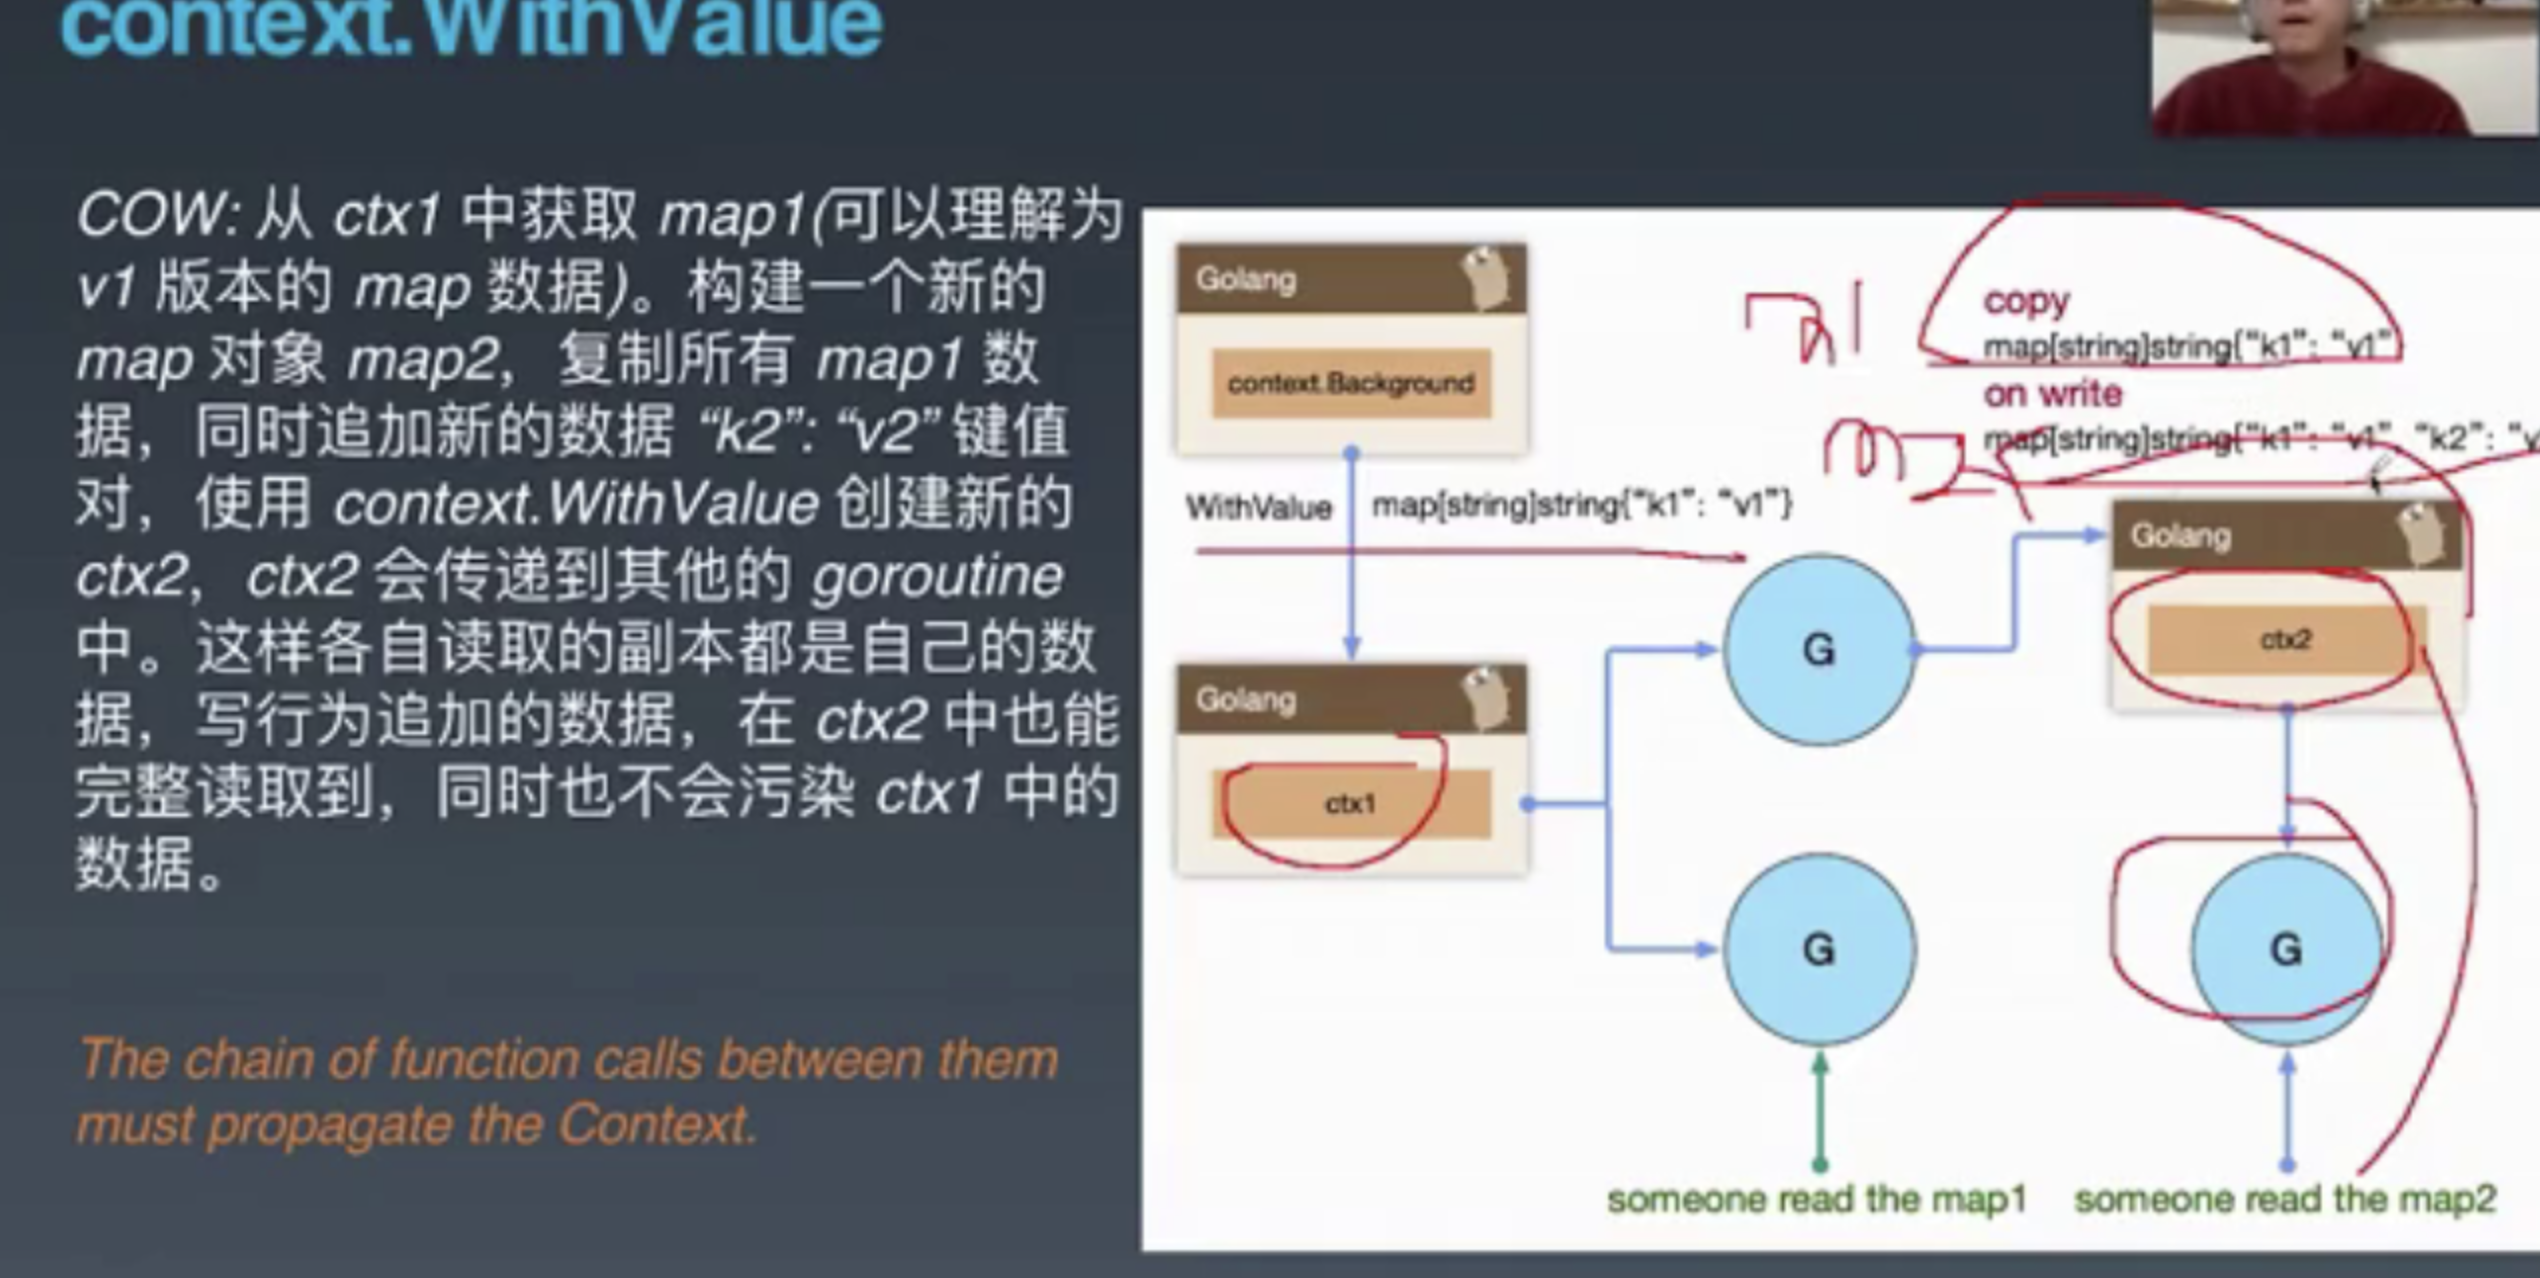 context.WithValue
COW: 从 ctx1 中获取 map1(可以理解为
v1 版本的 map 数据)。构建一个新的
map 对象 map2，复制所有 map1 数
据，同时追加新的数据 “k2”: “v2” 键值
对，使用 context.WithValue 创建新的
ctx2，ctx2 会传递到其他的 goroutine
中。这样各自读取的副本都是自己的数
据，写行为追加的数据，在 ctx2 中也能
完整读取到，同时也不会污染 ctx1 中的
数据。
The chain of function calls between them
must propagate the Context.
Golang
context.Background
copy
map[string]string{“k1”: “v1”
on write
map[string]string{“k1”: “v1”, “k2”: “v
m2
WithValue
map[string]string{“k1”: “v1”}
Golang
ctx1
G
G
Golang
ctx2
G
someone read the map1
someone read the map2